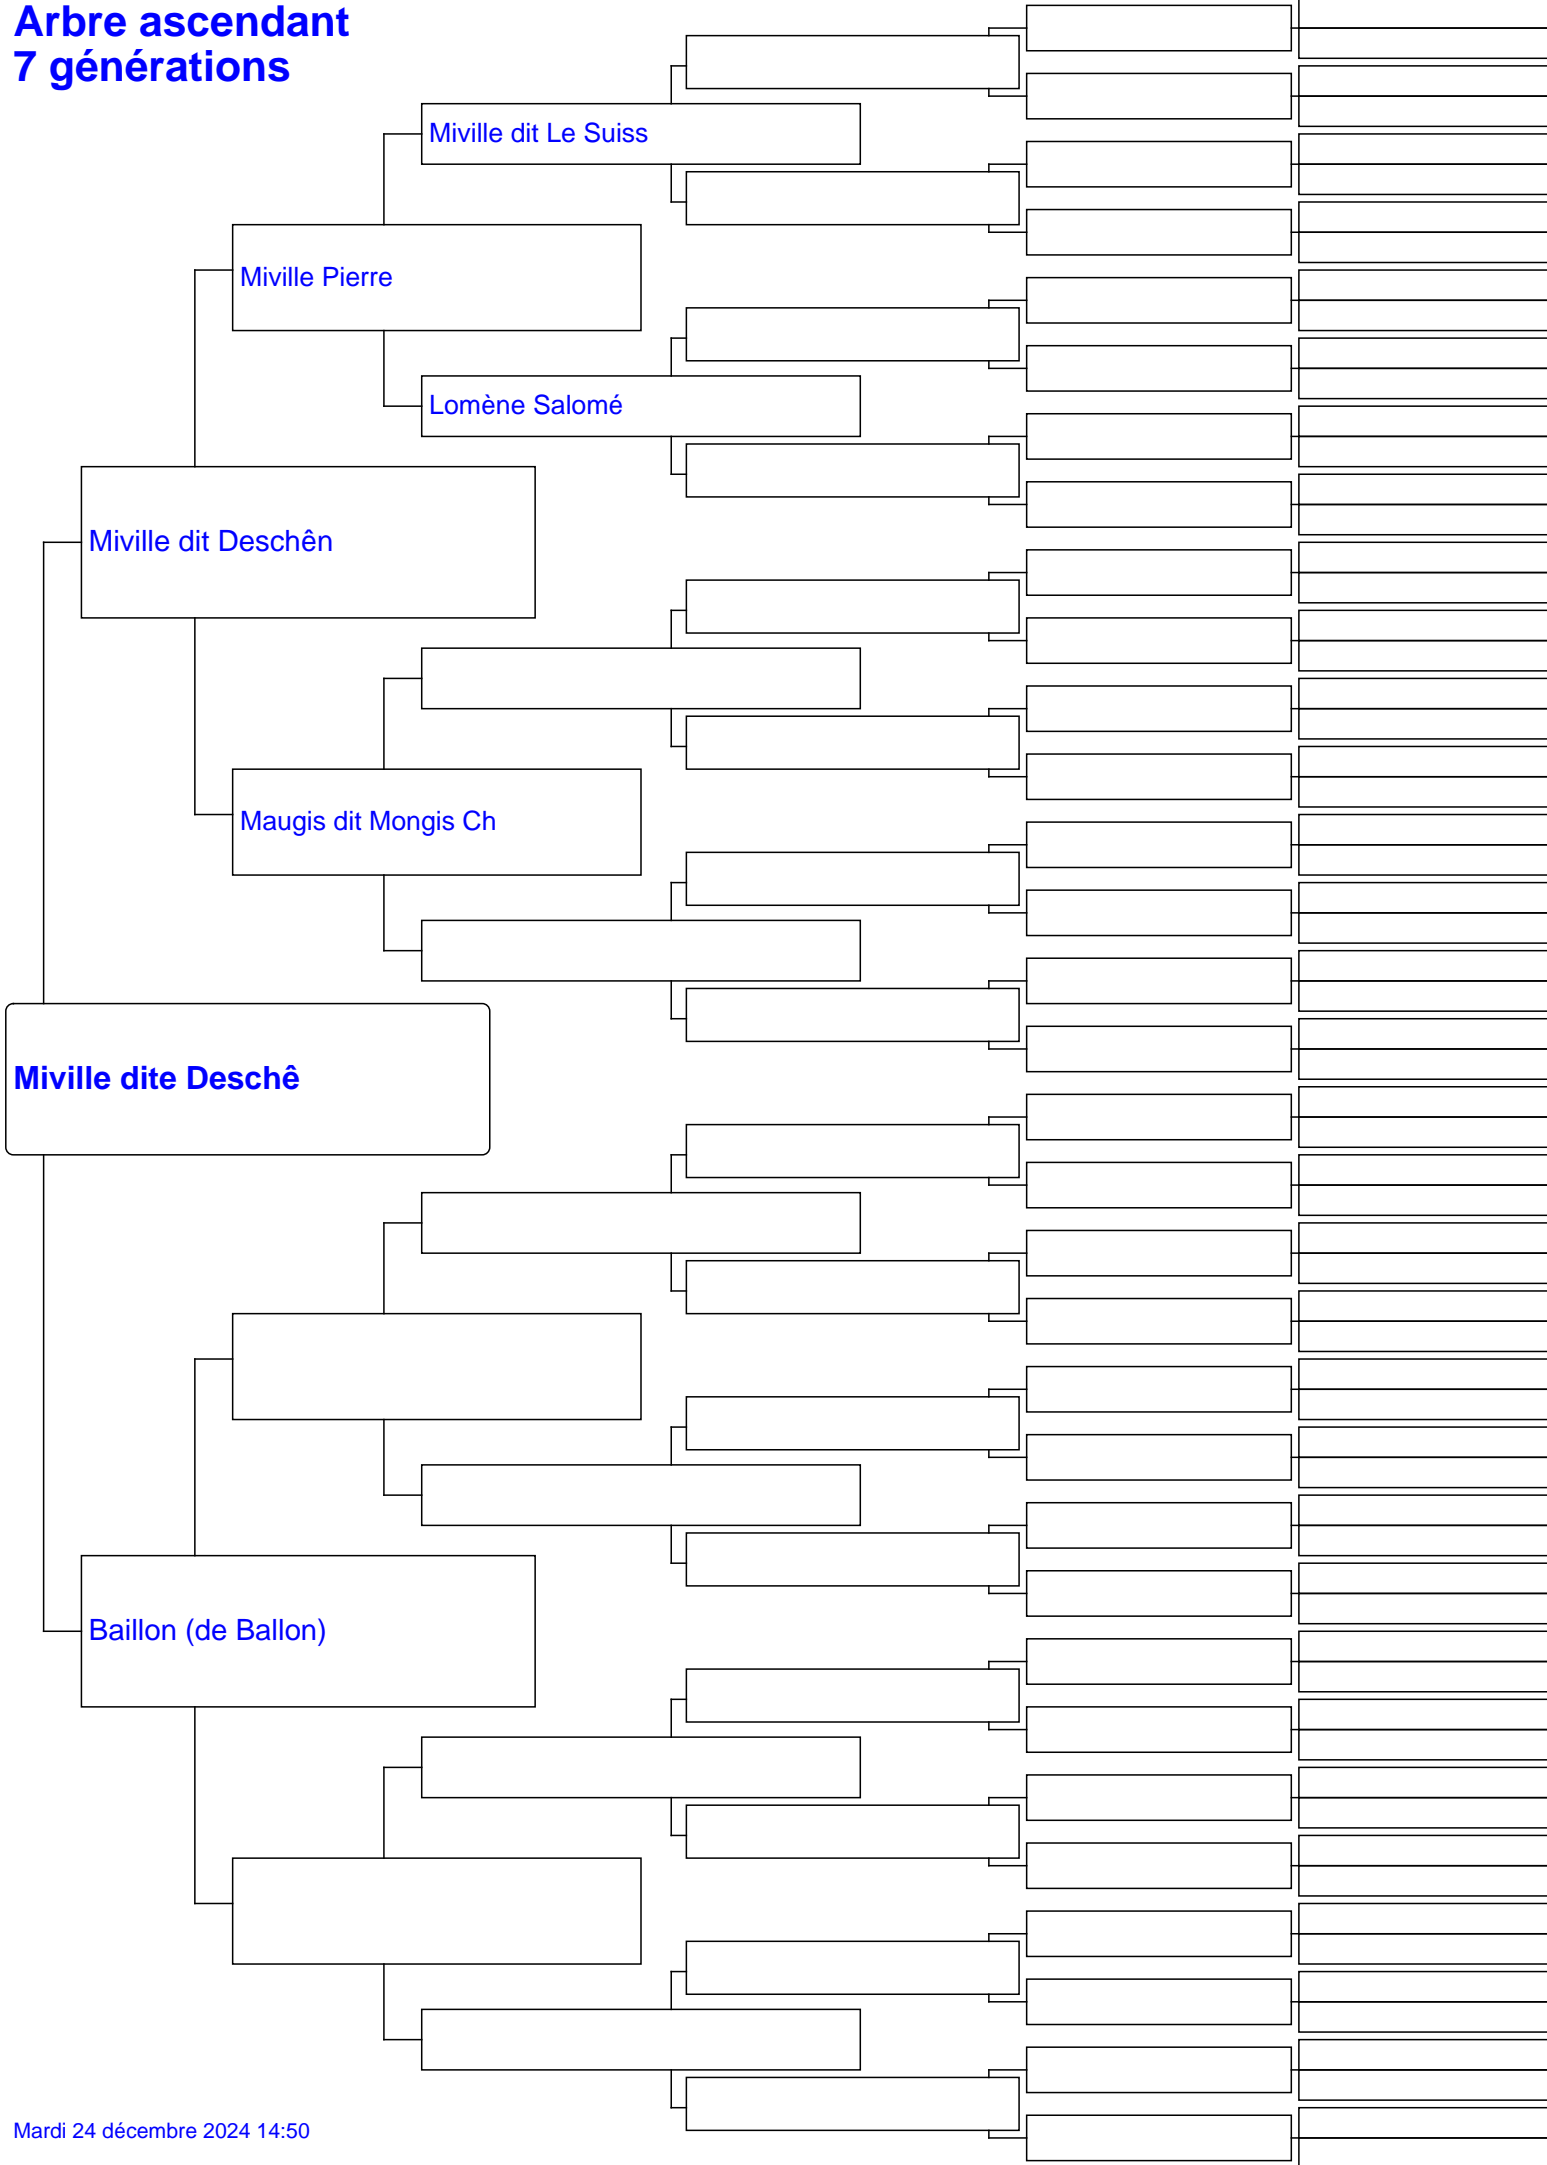 Arbre ascendant
7 générations
Miville dit Le Suiss
Miville Pierre
Lomène Salomé
Miville dit Deschên
Maugis dit Mongis Ch
Miville dite Deschê
Baillon (de Ballon)
Mardi 24 décembre 2024 14:50